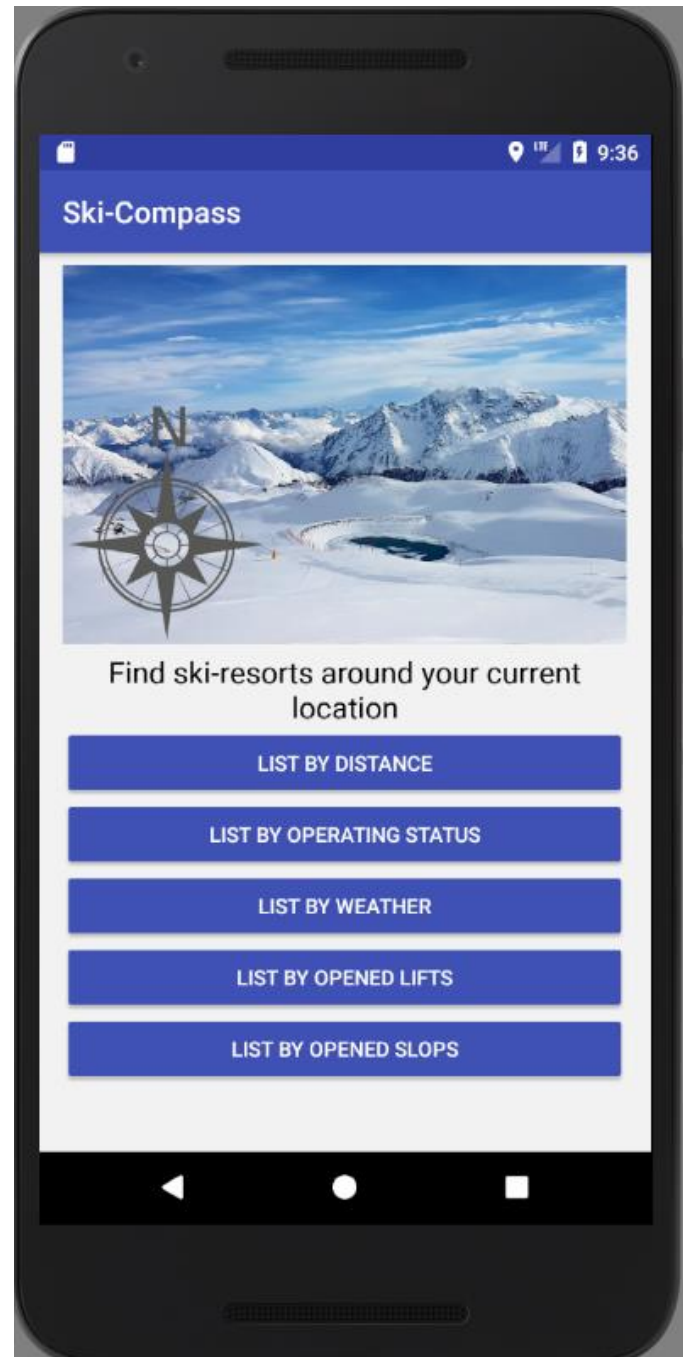 LTE 9:36
Ski-Compass
N
Find ski-resorts around your current
location
LIST BY DISTANCE
LIST BY OPERATING STATUS
LIST BY WEATHER
LIST BY OPENED LIFTS
LIST BY OPENED SLOPS